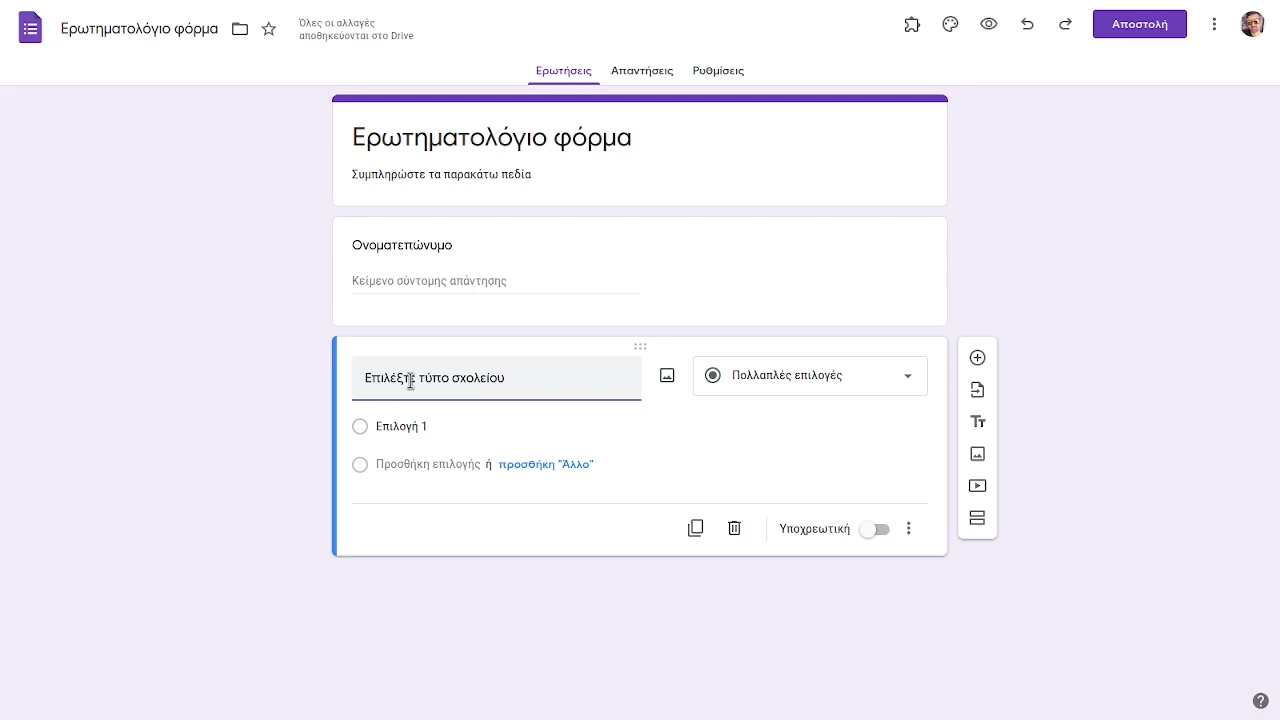 Ερωτηματολόγιο φόρμα
Όλες οι αλλαγές
αποθηκεύονται στο Drive
Αποστολή
Ερωτήσεις Απαντήσεις Ρυθμίσεις
Ερωτηματολόγιο φόρμα
Συμπληρώστε τα παρακάτω πεδία
Ονοματεπώνυμο
Κείμενο σύντομης απάντησης
Επιλέξτε τύπο σχολείου
Πολλαπλές επιλογές
Επιλογή 1
Προσθήκη επιλογής ή προσθήκη "Άλλο"
Υποχρεωτική